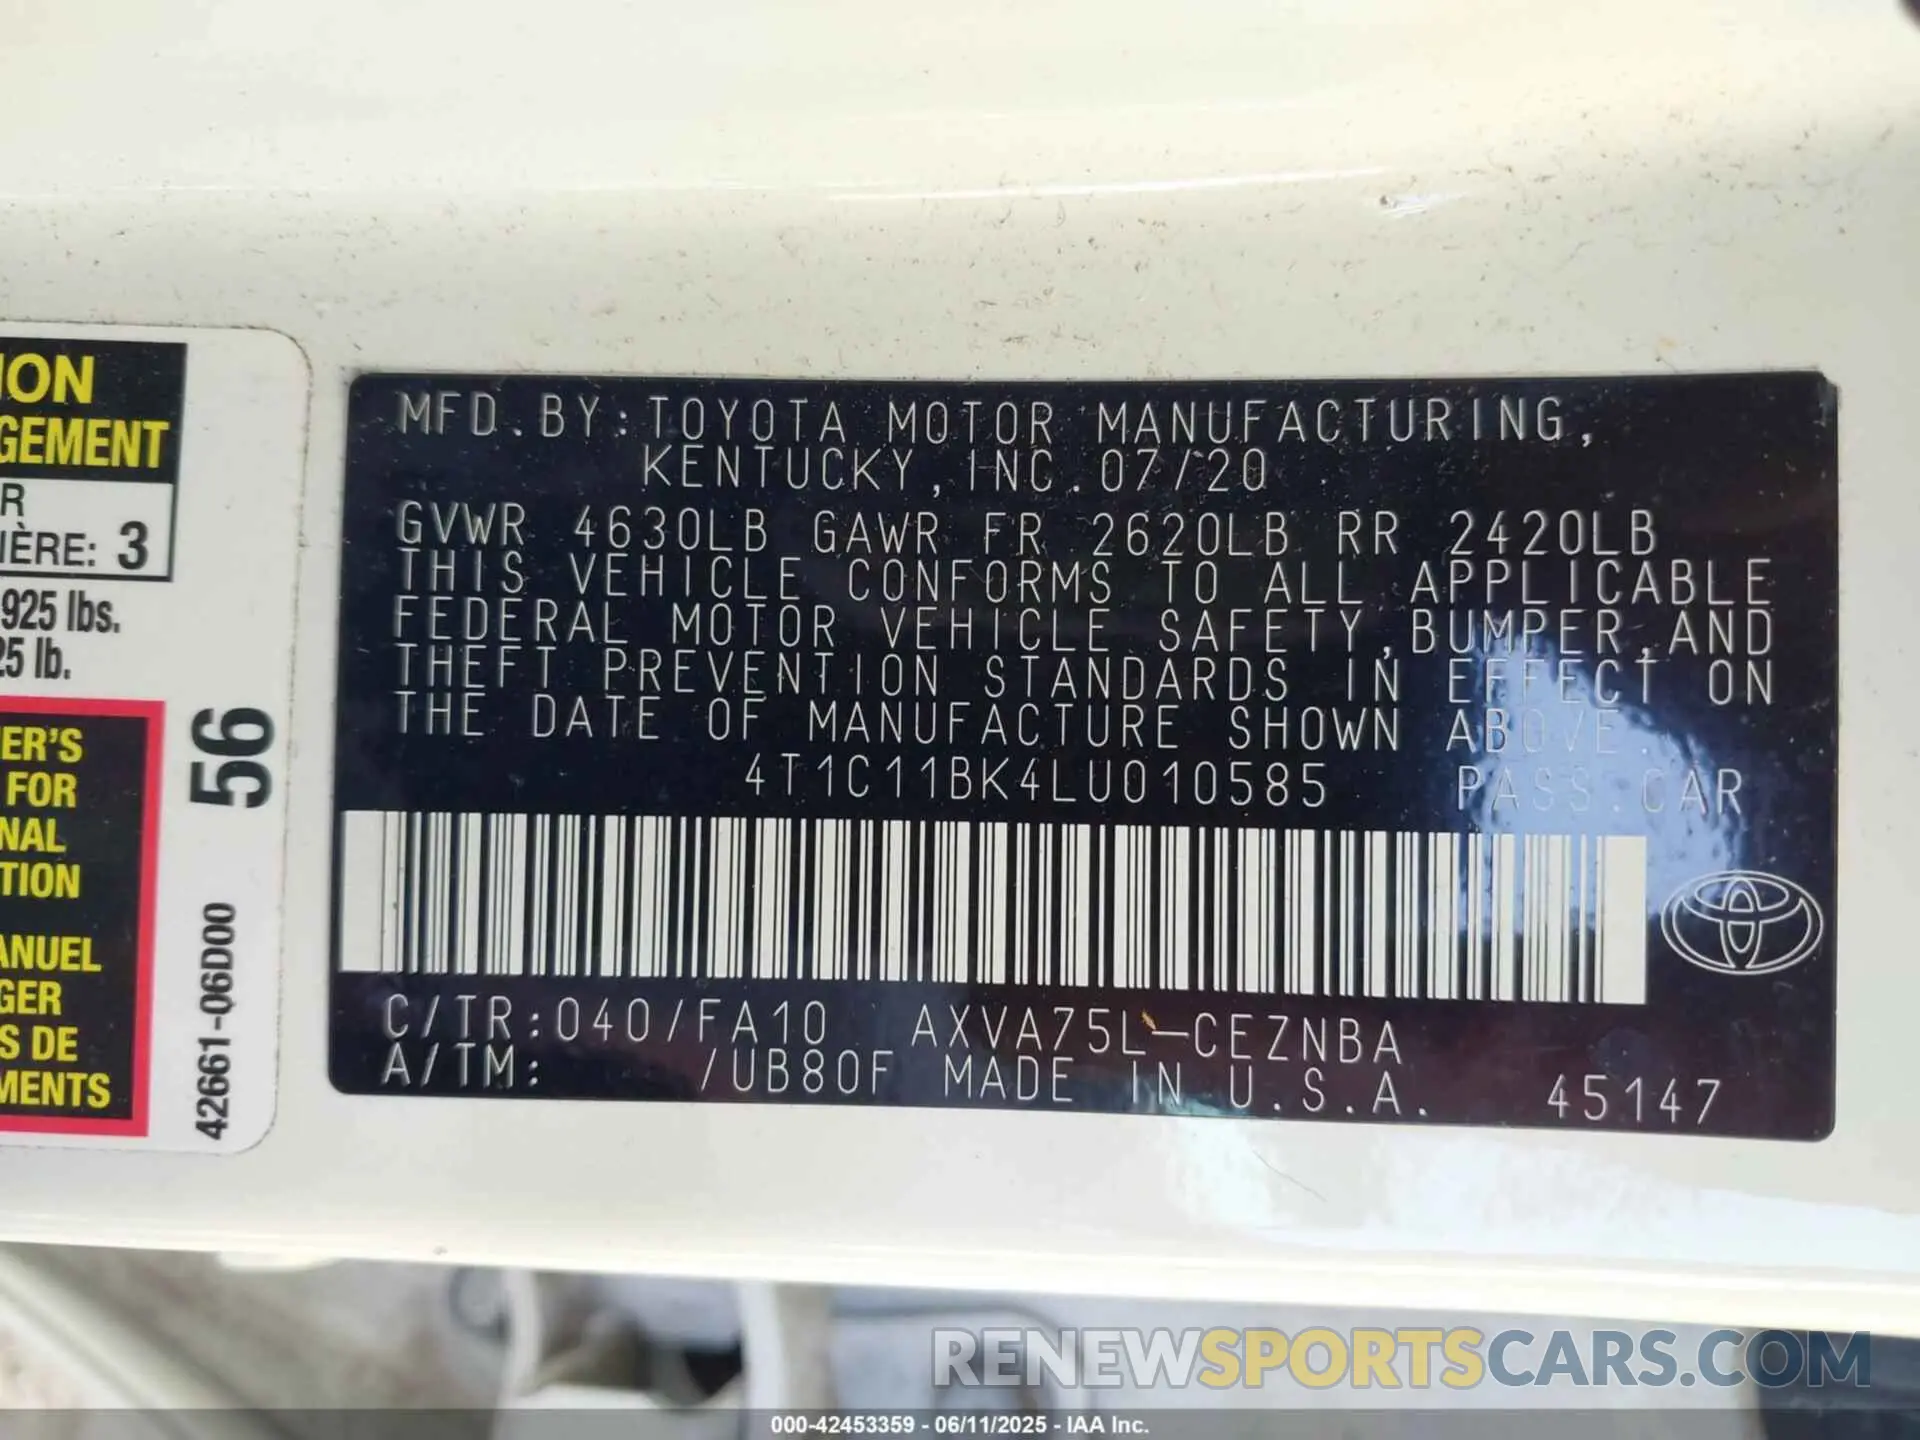 ION
GEMENT
R
IÈRE: 3
925 lbs.
25 lb.
ER'S
FOR
NAL
TION
ANUEL
GER
S DE
MENTS
56
42661-06D00
MFD.BY:TOYOTA MOTOR MANUFACTURING,
KENTUCKY,INC.07/20
GVWR 4630LB GAWR FR 2620LB RR 2420LB
THIS VEHICLE CONFORMS TO ALL APPLICABLE
FEDERAL MOTOR VEHICLE SAFETY,BUMPER,AND
THEFT PREVENTION STANDARDS IN EFFECT ON
THE DATE OF MANUFACTURE SHOWN ABOVE.
4T1C11BK4LU010585 PASS.CAR
C/TR:040/FA10 AXVA75L-CEZNBA
A/TM: /UB80F MADE IN U.S.A. 45147
RENEWSPORTSCARS.COM
000-42453359 - 06/11/2025 - IAA Inc.